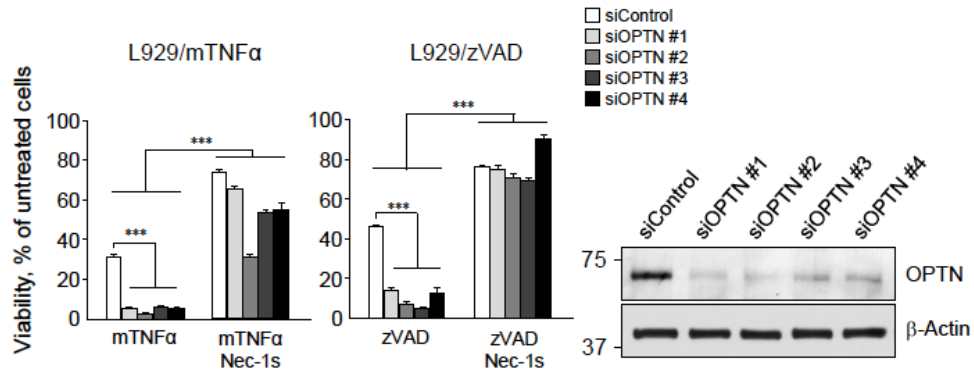 siControl
siOPTN #1
siOPTN #2
siOPTN #3
siOPTN #4
L929/mTNFα
Viability, % of untreated cells
100
80
60
40
20
0
***
***
mTNFα
mTNFα
Nec-1s
L929/zVAD
100
80
60
40
20
0
***
***
zVAD
zVAD
Nec-1s
siControl
siOPTN #1
siOPTN #2
siOPTN #3
siOPTN #4
75
OPTN
37
β-Actin